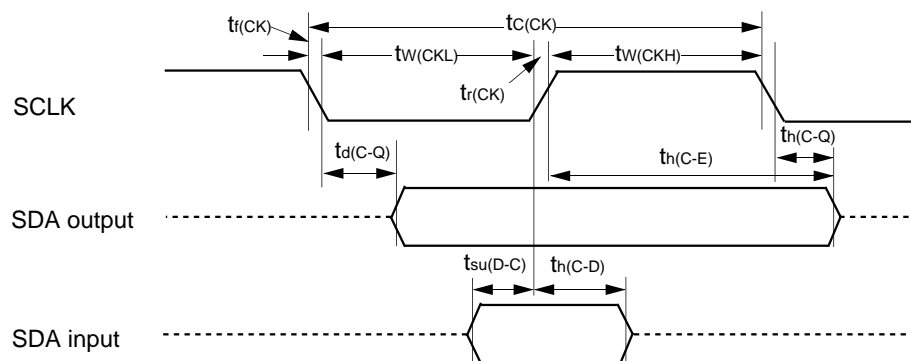 tf(CK)
tC(CK)
tW(CKL)
tr(CK)
tW(CKH)
SCLK
td(C-Q)
th(C-E)
th(C-Q)
SDA output
tsu(D-C)
th(C-D)
SDA input